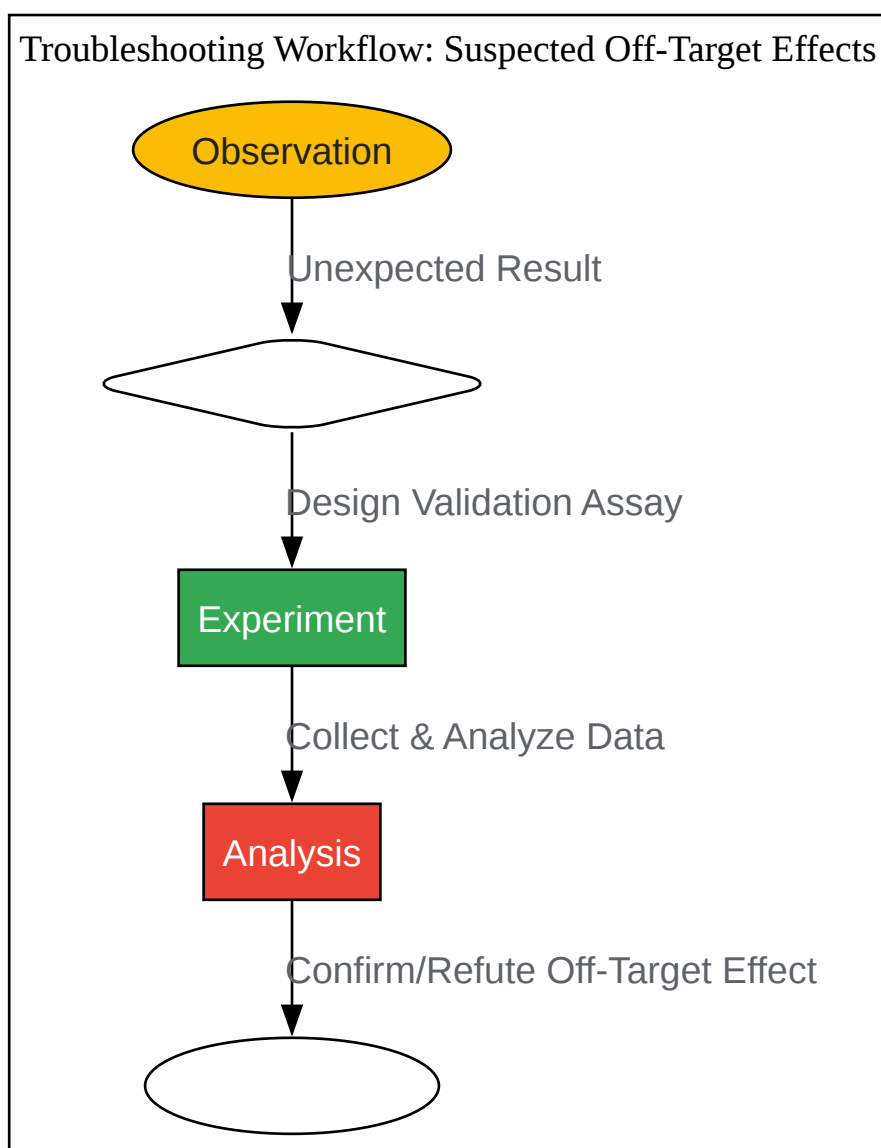 Troubleshooting Workflow: Suspected Off-Target Effects
Observation
Unexpected Result
Design Validation Assay
Experiment
Collect & Analyze Data
Analysis
Confirm/Refute Off-Target Effect